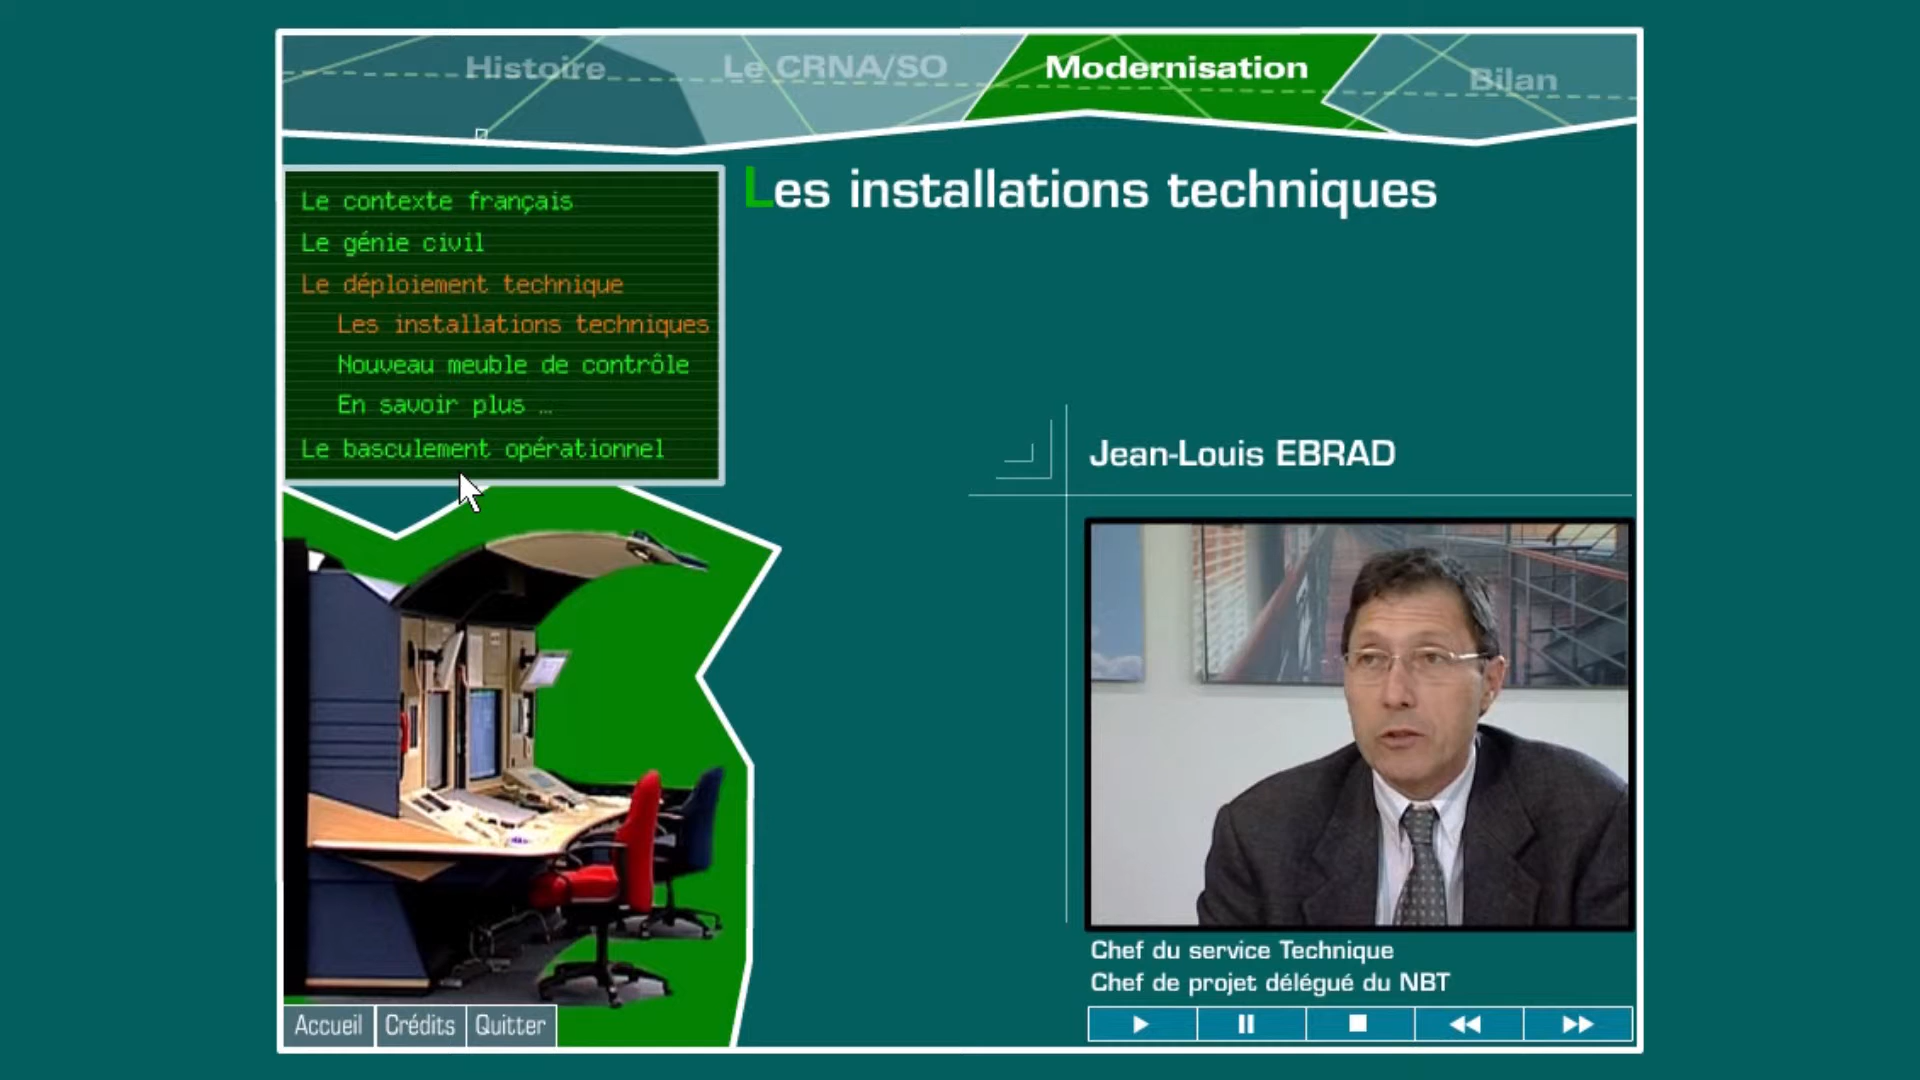 Histoire
Le CRNA/SO
Modernisation
Bilan
Le contexte français
Le génie civil
Le déploiement technique
Les installations techniques
Nouveau meuble de contrôle
En savoir plus ...
Le basculement opérationnel
Les installations techniques
Jean-Louis EBRAD
Chef du service Technique
Chef de projet délégué du NBT
Accueil
Crédits
Quitter